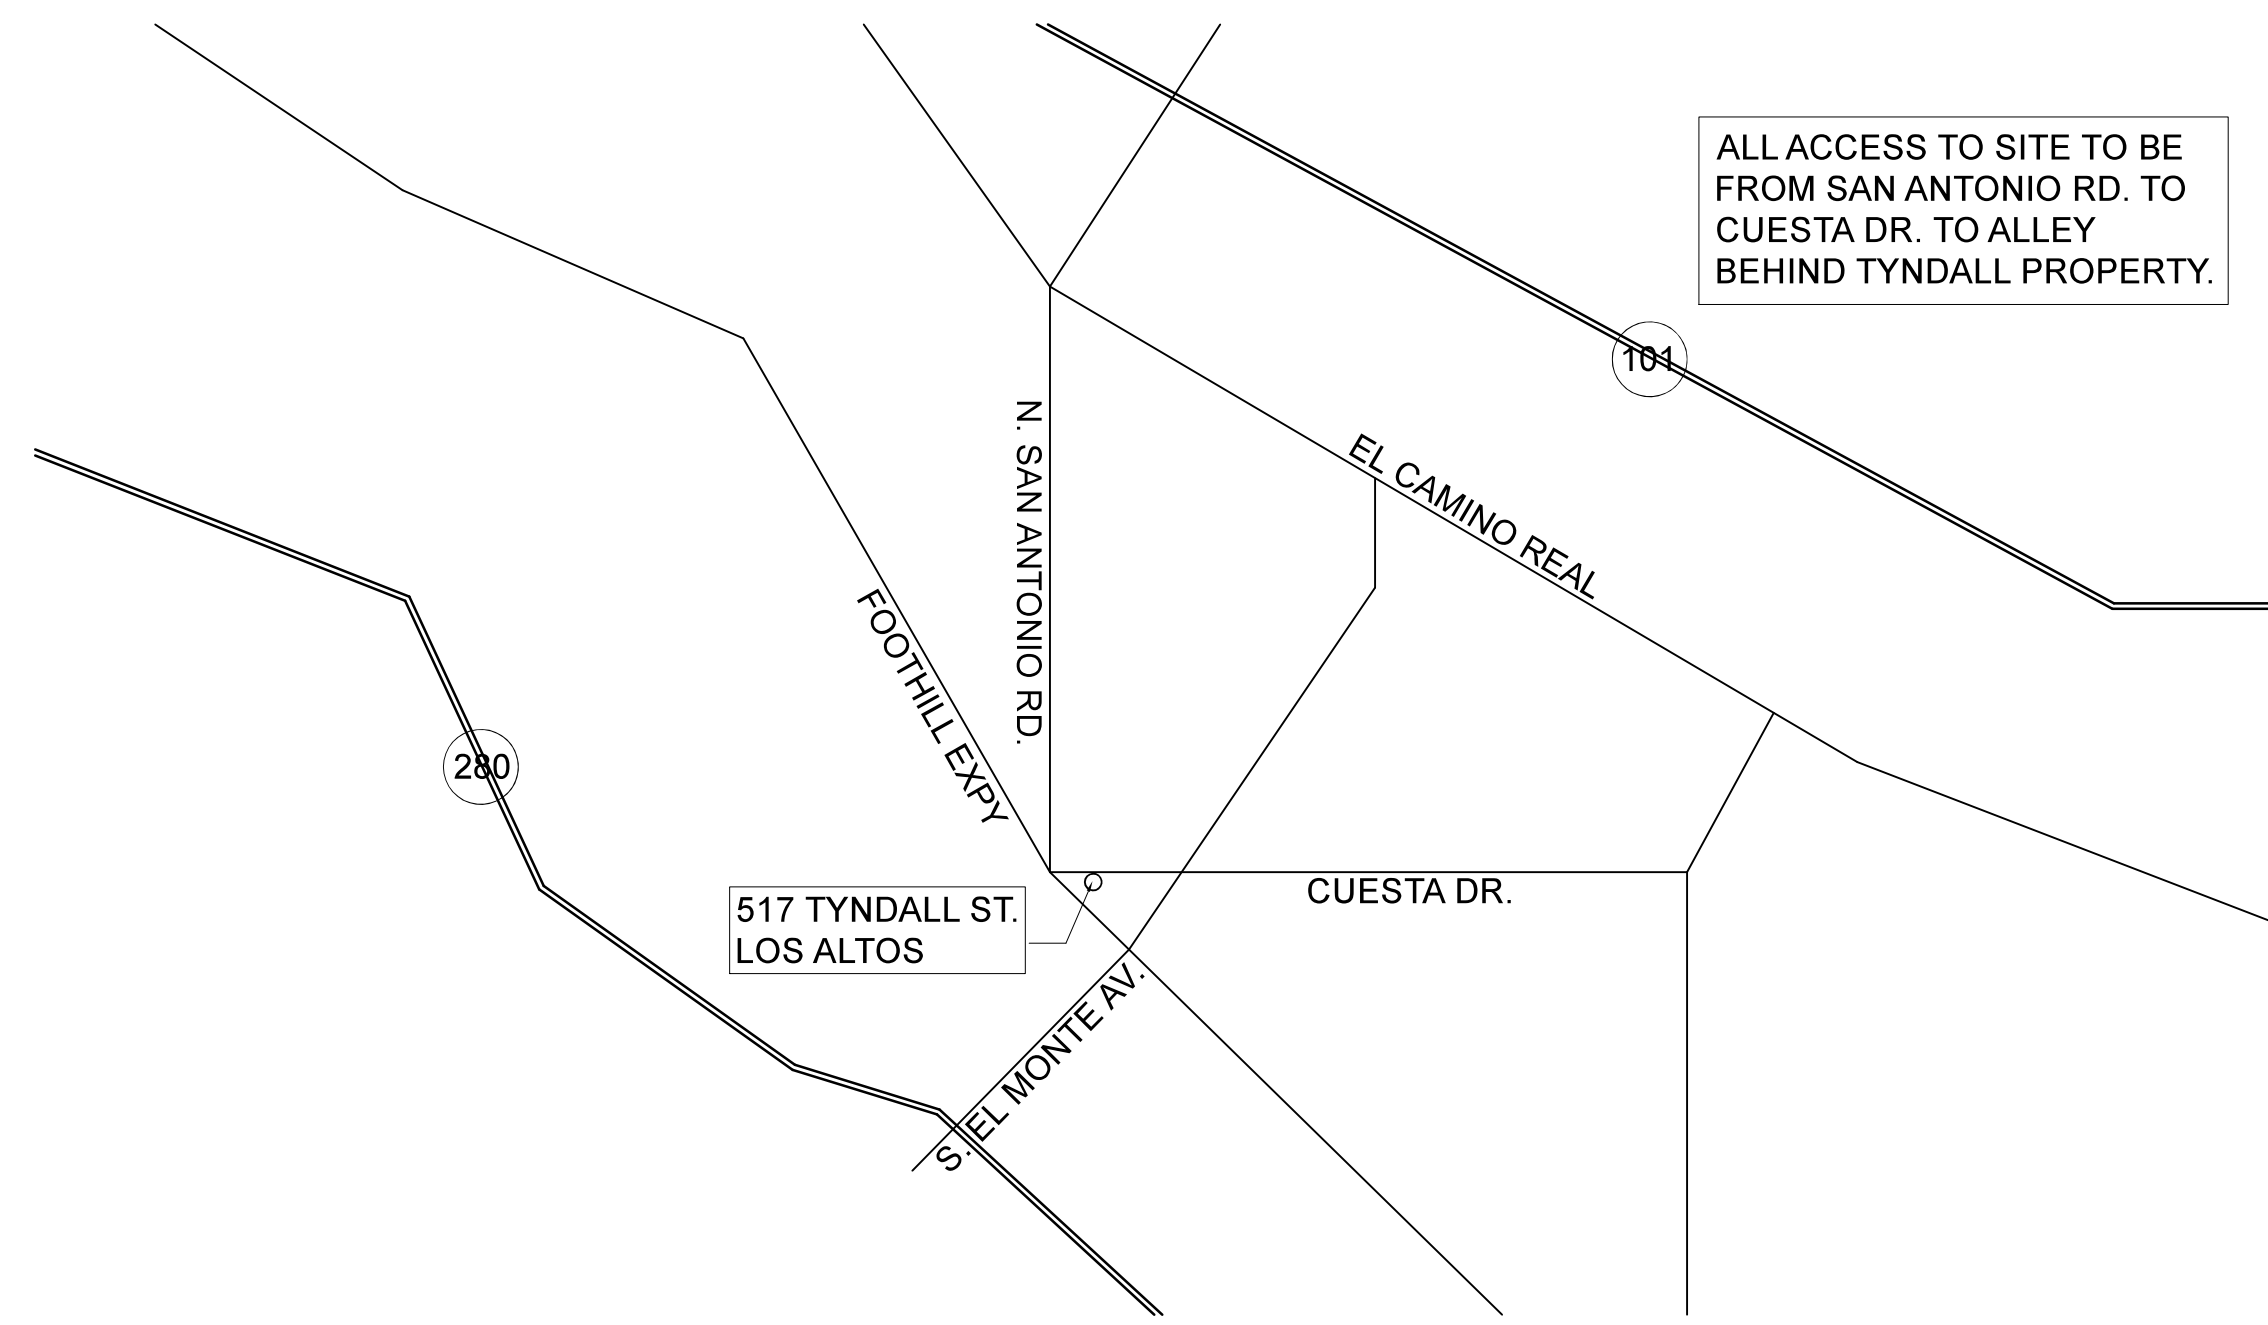 ALL ACCESS TO SITE TO BE
FROM SAN ANTONIO RD. TO
CUESTA DR. TO ALLEY
BEHIND TYNDALL PROPERTY.
101
N. SAN ANTONIO RD.
EL CAMINO REAL
FOOTHILL EXPY
280
517 TYNDALL ST.
LOS ALTOS
CUESTA DR.
S. EL MONTE AV.